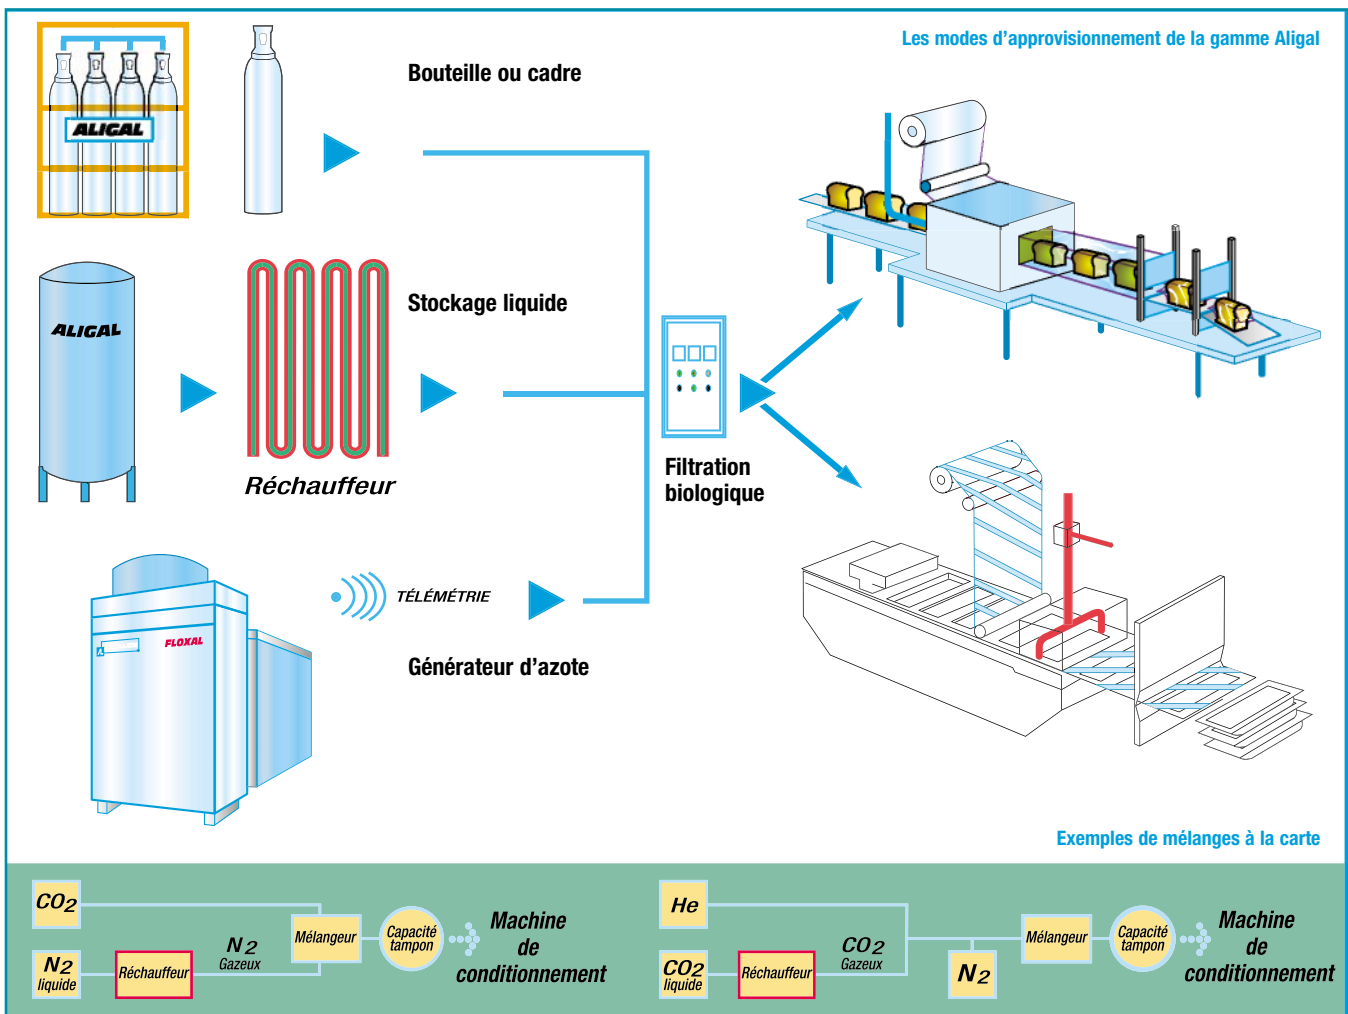 Les modes d'approvisionnement de la gamme Aligal
Bouteille ou cadre
ALIGAL
Stockage liquide
ALIGAL
Réchauffeur
Filtration
biologique
TÉLÉMÉTRIE
FLOXAL
Générateur d'azote
Exemples de mélanges à la carte
CO2
N2
liquide
Réchauffeur
N2
Gazeux
Mélangeur
Capacité
tampon
Machine
de
conditionnement
He
CO2
liquide
Réchauffeur
CO2
Gazeux
N2
Mélangeur
Capacité
tampon
Machine
de
conditionnement